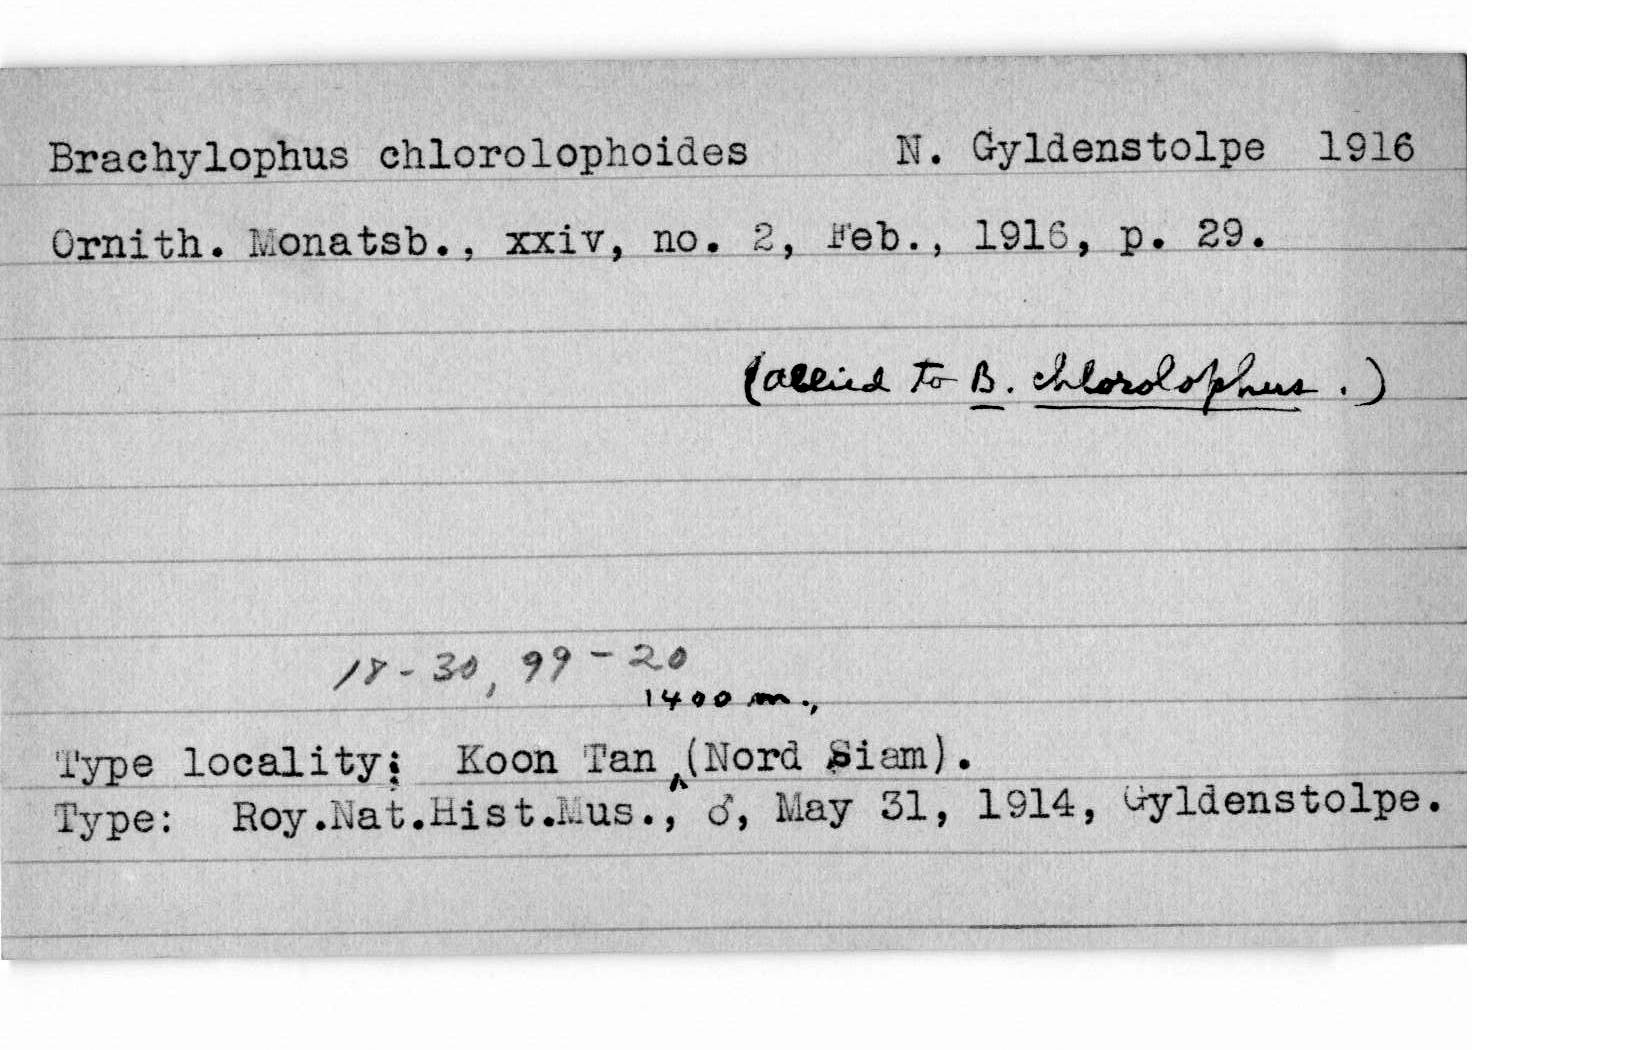 Brachylophus chlorolophoides N. Gyldenstolpe 1916
Ornith. Monatsb., xxiv, no. 2, Feb., 1916, p. 29.
(allied to B. chlorolophus.)
18-30, 99-20
1400 m.,
Type locality: Koon Tan ‸ (Nord Siam).
Type: Roy.Nat.Hist.Mus., ♂, May 31, 1914, Gyldenstolpe.